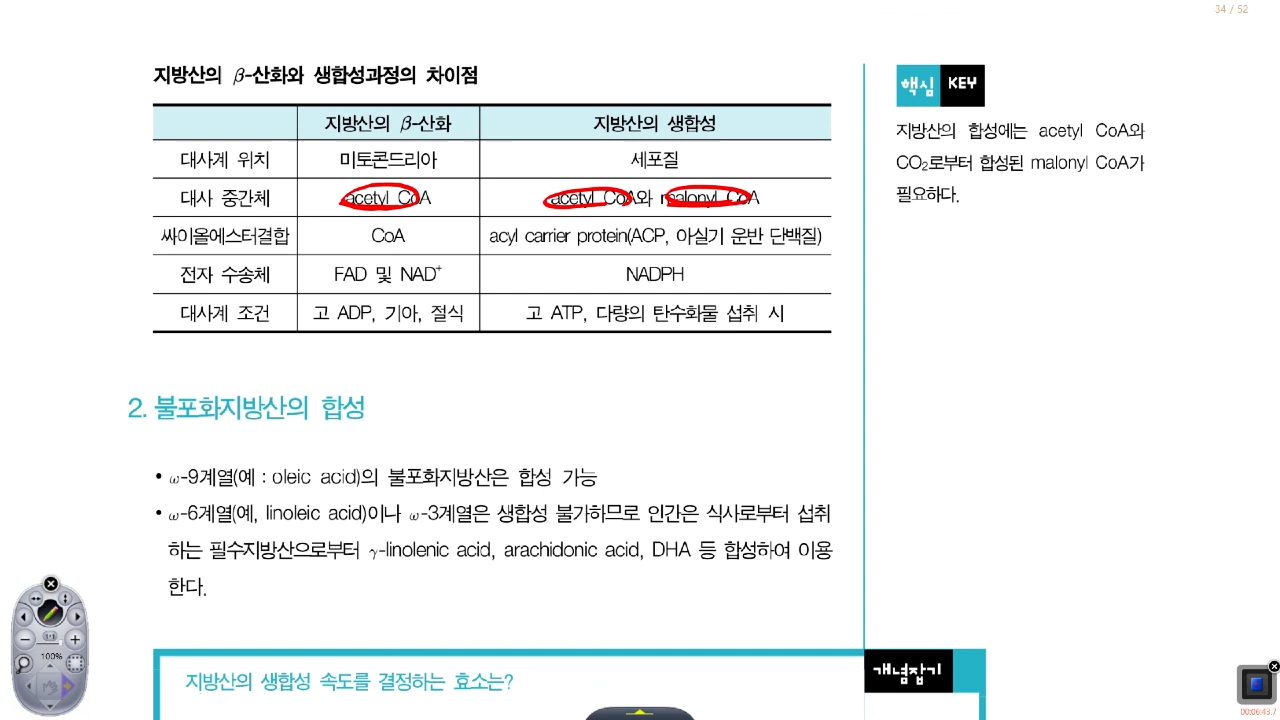 34 / 52
지방산의 β-산화와 생합성과정의 차이점
지방산의 β-산화 지방산의 생합성
대사계 위치 미토콘드리아 세포질
대사 중간체 acetyl CoA acetyl CoA와 malonyl CoA
싸이올에스터결합 CoA acyl carrier protein(ACP, 아실기 운반 단백질)
전자 수송체 FAD 및 NAD⁺ NADPH
대사계 조건 고 ADP, 기아, 절식 고 ATP, 다량의 탄수화물 섭취 시
핵심 KEY
지방산의 합성에는 acetyl CoA와
CO₂로부터 합성된 malonyl CoA가
필요하다.
2. 불포화지방산의 합성
• ω-9계열(예 : oleic acid)의 불포화지방산은 합성 가능
• ω-6계열(예, linoleic acid)이나 ω-3계열은 생합성 불가하므로 인간은 식사로부터 섭취
하는 필수지방산으로부터 γ-linolenic acid, arachidonic acid, DHA 등 합성하여 이용
한다.
개념잡기
지방산의 생합성 속도를 결정하는 효소는?
1:1
100%
00:06:43.7